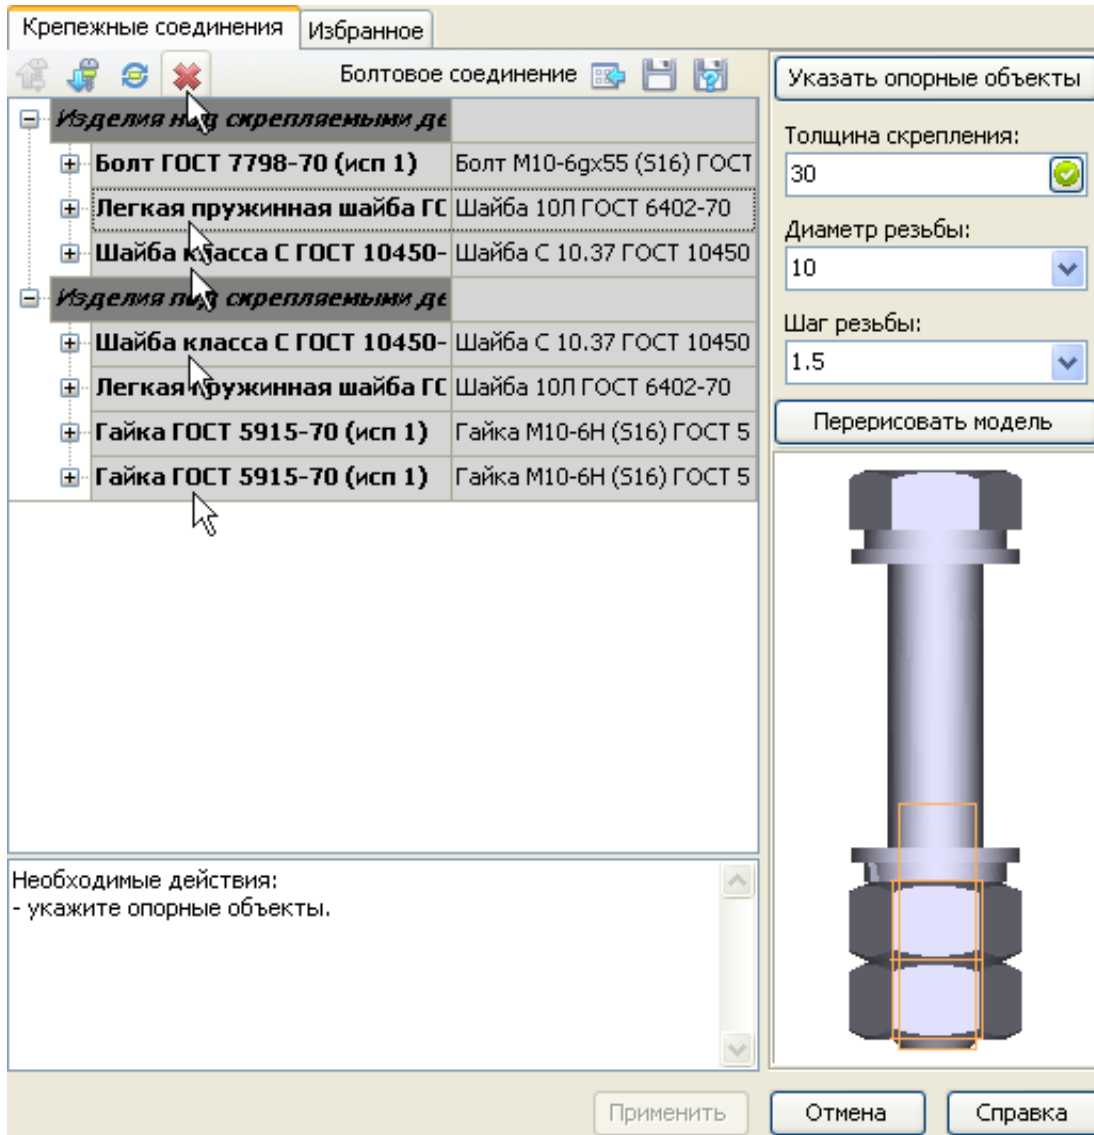 Крепежные соединения
Избранное
Болтовое соединение
Изделия над скрепляемыми де
Болт ГОСТ 7798-70 (исп 1)
Болт М10-6gx55 (S16) ГОСТ
Легкая пружинная шайба ГС
Шайба 10Л ГОСТ 6402-70
Шайба класса С ГОСТ 10450-
Шайба С 10.37 ГОСТ 10450
Изделия под скрепляемыми де
Шайба класса С ГОСТ 10450-
Шайба С 10.37 ГОСТ 10450
Легкая пружинная шайба ГС
Шайба 10Л ГОСТ 6402-70
Гайка ГОСТ 5915-70 (исп 1)
Гайка М10-6Н (S16) ГОСТ 5
Гайка ГОСТ 5915-70 (исп 1)
Гайка М10-6Н (S16) ГОСТ 5
Необходимые действия:
- укажите опорные объекты.
Указать опорные объекты
Толщина скрепления:
30
Диаметр резьбы:
10
Шаг резьбы:
1.5
Перерисовать модель
Применить
Отмена
Справка